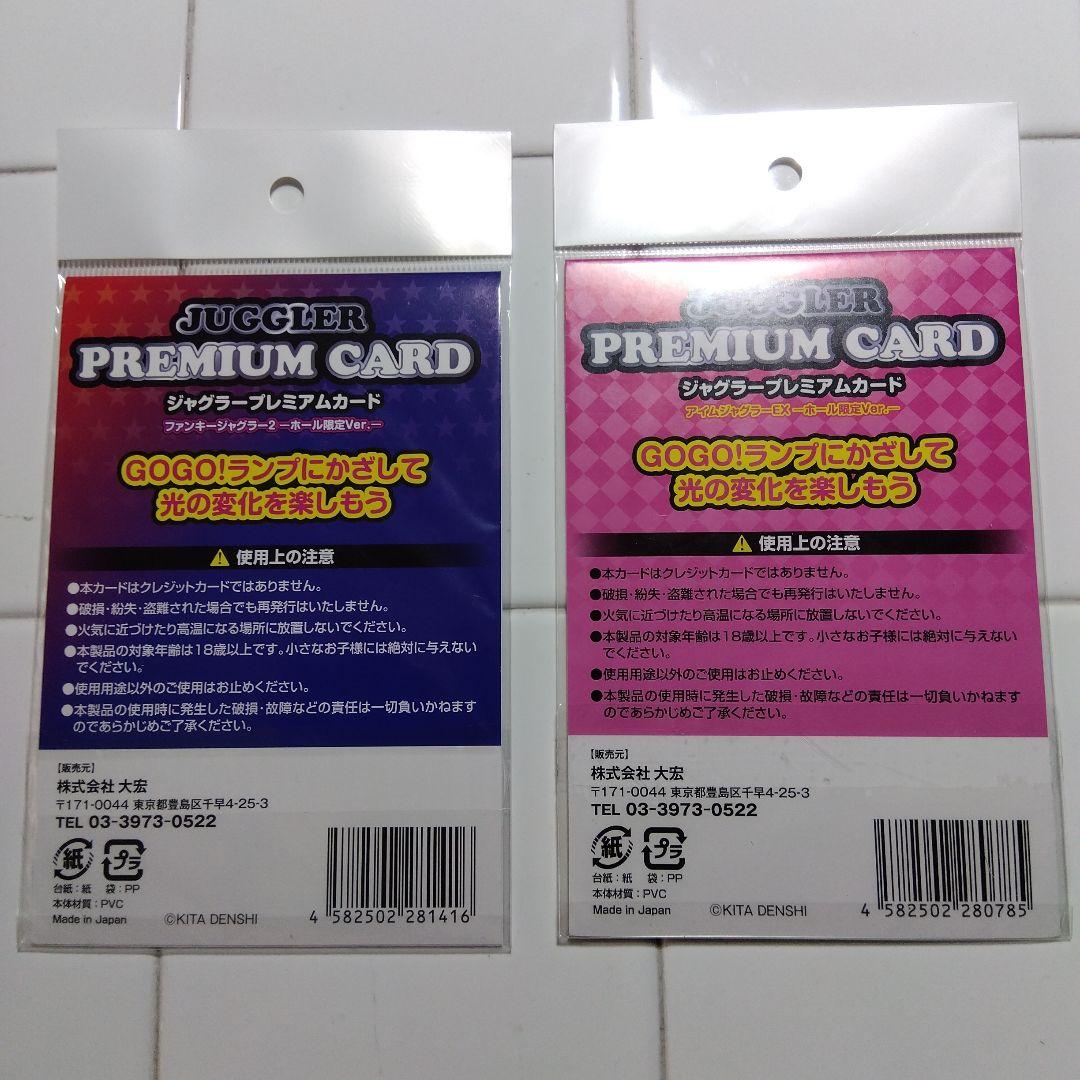 JUGGLER
PREMIUM CARD
ジャグラープレミアムカード
ファンキージャグラー2 ーホール限定Ver.ー
GOGO!ランプにかざして
光の変化を楽しもう
使用上の注意
●本カードはクレジットカードではありません。
●破損・紛失・盗難された場合でも再発行はいたしません。
●火気に近づけたり高温になる場所に放置しないでください。
●本製品の対象年齢は18歳以上です。小さなお子様には絶対に与えない
でください。
●使用用途以外のご使用はお止めください。
●本製品の使用時に発生した破損・故障などの責任は一切負いかねます
のであらかじめご了承ください。
【販売元】
株式会社 大宏
〒171-0044 東京都豊島区千早4-25-3
TEL 03-3973-0522
紙 プラ
台紙：紙 袋：PP
本体材質：PVC
Made in Japan ©KITA DENSHI
4 582502 281416
JUGGLER
PREMIUM CARD
ジャグラープレミアムカード
アイムジャグラーEX ーホール限定Ver.ー
GOGO!ランプにかざして
光の変化を楽しもう
使用上の注意
●本カードはクレジットカードではありません。
●破損・紛失・盗難された場合でも再発行はいたしません。
●火気に近づけたり高温になる場所に放置しないでください。
●本製品の対象年齢は18歳以上です。小さなお子様には絶対に与えない
でください。
●使用用途以外のご使用はお止めください。
●本製品の使用時に発生した破損・故障などの責任は一切負いかねます
のであらかじめご了承ください。
【販売元】
株式会社 大宏
〒171-0044 東京都豊島区千早4-25-3
TEL 03-3973-0522
紙 プラ
台紙：紙 袋：PP
本体材質：PVC
Made in Japan ©KITA DENSHI
4 582502 280785